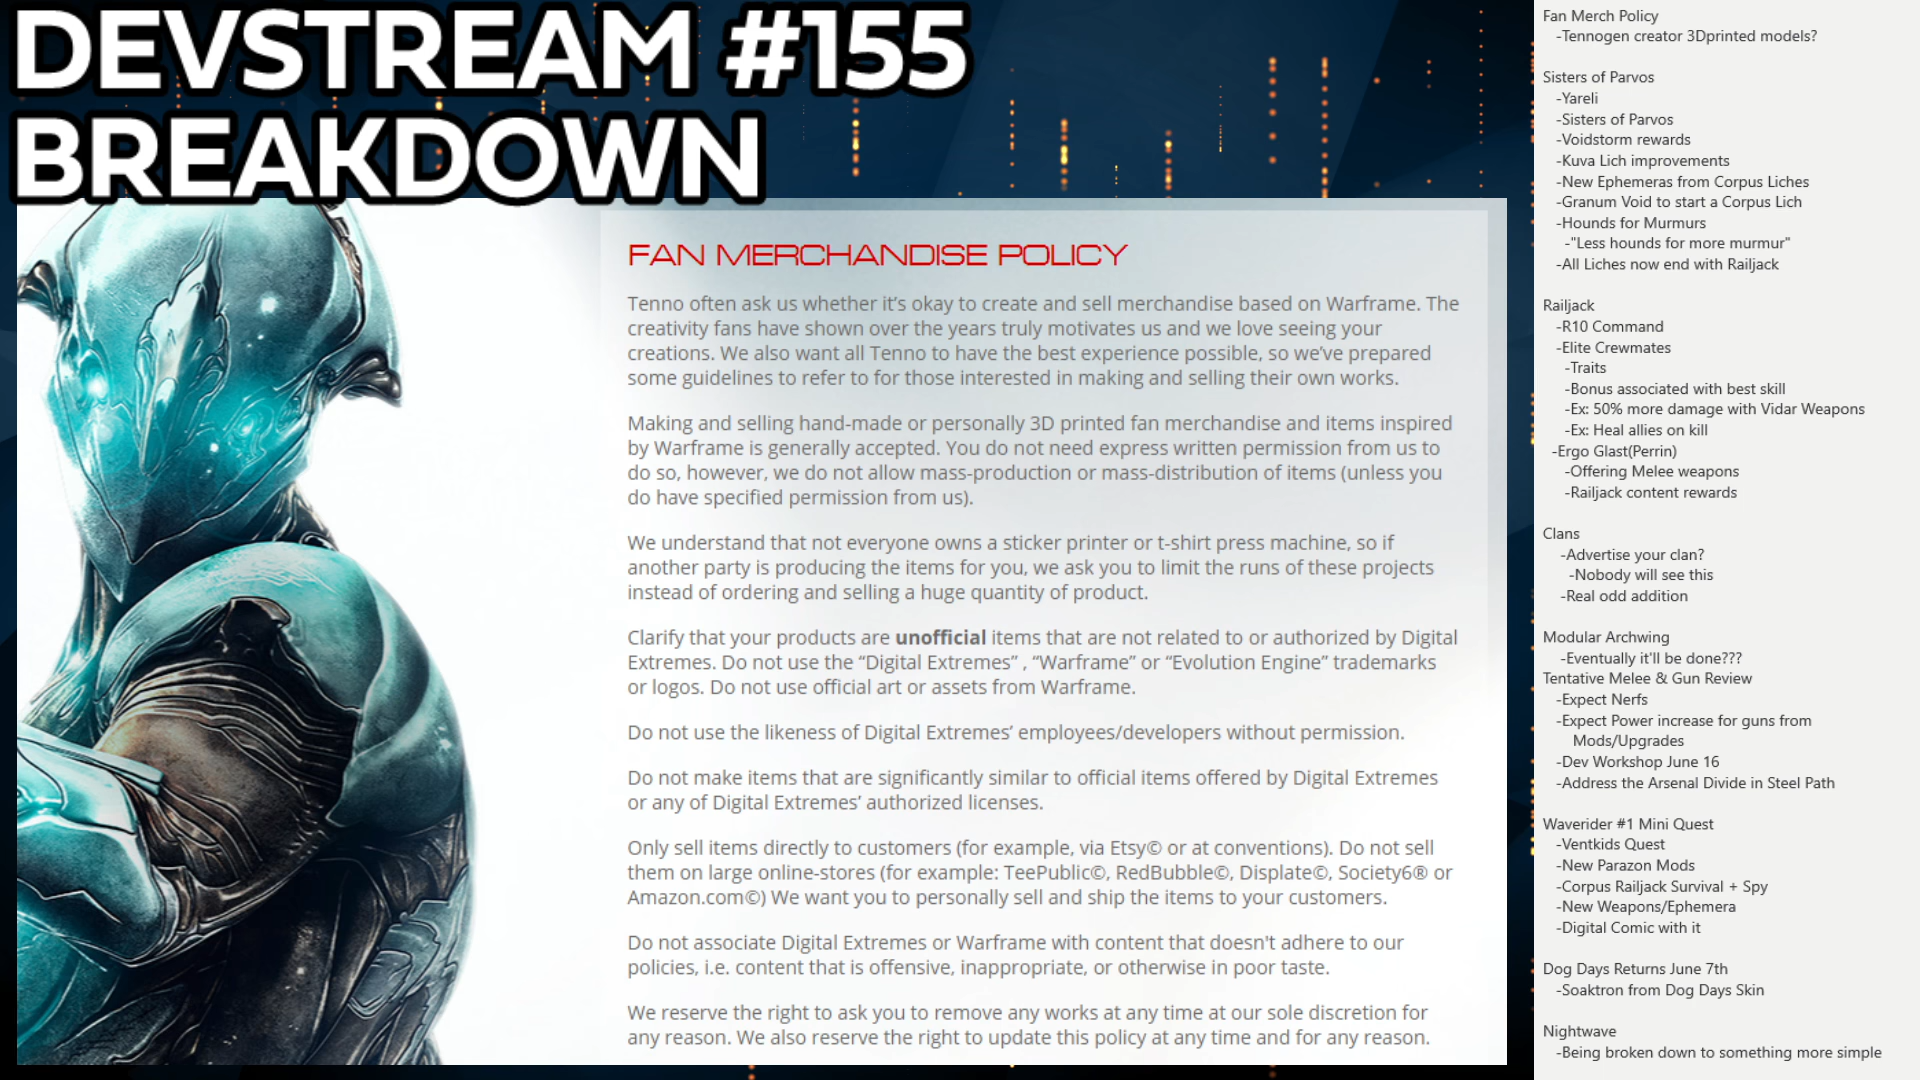 DEVSTREAM #155
BREAKDOWN
FAN MERCHANDISE POLICY
Tenno often ask us whether it’s okay to create and sell merchandise based on Warframe. The
creativity fans have shown over the years truly motivates us and we love seeing your
creations. We also want all Tenno to have the best experience possible, so we’ve prepared
some guidelines to refer to for those interested in making and selling their own works.
Making and selling hand-made or personally 3D printed fan merchandise and items inspired
by Warframe is generally accepted. You do not need express written permission from us to
do so, however, we do not allow mass-production or mass-distribution of items (unless you
do have specified permission from us).
We understand that not everyone owns a sticker printer or t-shirt press machine, so if
another party is producing the items for you, we ask you to limit the runs of these projects
instead of ordering and selling a huge quantity of product.
Clarify that your products are unofficial items that are not related to or authorized by Digital
Extremes. Do not use the “Digital Extremes” , “Warframe” or “Evolution Engine” trademarks
or logos. Do not use official art or assets from Warframe.
Do not use the likeness of Digital Extremes’ employees/developers without permission.
Do not make items that are significantly similar to official items offered by Digital Extremes
or any of Digital Extremes’ authorized licenses.
Only sell items directly to customers (for example, via Etsy© or at conventions). Do not sell
them on large online-stores (for example: TeePublic©, RedBubble©, Displate©, Society6® or
Amazon.com©) We want you to personally sell and ship the items to your customers.
Do not associate Digital Extremes or Warframe with content that doesn't adhere to our
policies, i.e. content that is offensive, inappropriate, or otherwise in poor taste.
We reserve the right to ask you to remove any works at any time at our sole discretion for
any reason. We also reserve the right to update this policy at any time and for any reason.
Fan Merch Policy
-Tennogen creator 3Dprinted models?
Sisters of Parvos
-Yareli
-Sisters of Parvos
-Voidstorm rewards
-Kuva Lich improvements
-New Ephemeras from Corpus Liches
-Granum Void to start a Corpus Lich
-Hounds for Murmurs
-"Less hounds for more murmur"
-All Liches now end with Railjack
Railjack
-R10 Command
-Elite Crewmates
-Traits
-Bonus associated with best skill
-Ex: 50% more damage with Vidar Weapons
-Ex: Heal allies on kill
-Ergo Glast(Perrin)
-Offering Melee weapons
-Railjack content rewards
Clans
-Advertise your clan?
-Nobody will see this
-Real odd addition
Modular Archwing
-Eventually it'll be done???
Tentative Melee & Gun Review
-Expect Nerfs
-Expect Power increase for guns from
Mods/Upgrades
-Dev Workshop June 16
-Address the Arsenal Divide in Steel Path
Waverider #1 Mini Quest
-Ventkids Quest
-New Parazon Mods
-Corpus Railjack Survival + Spy
-New Weapons/Ephemera
-Digital Comic with it
Dog Days Returns June 7th
-Soaktron from Dog Days Skin
Nightwave
-Being broken down to something more simple